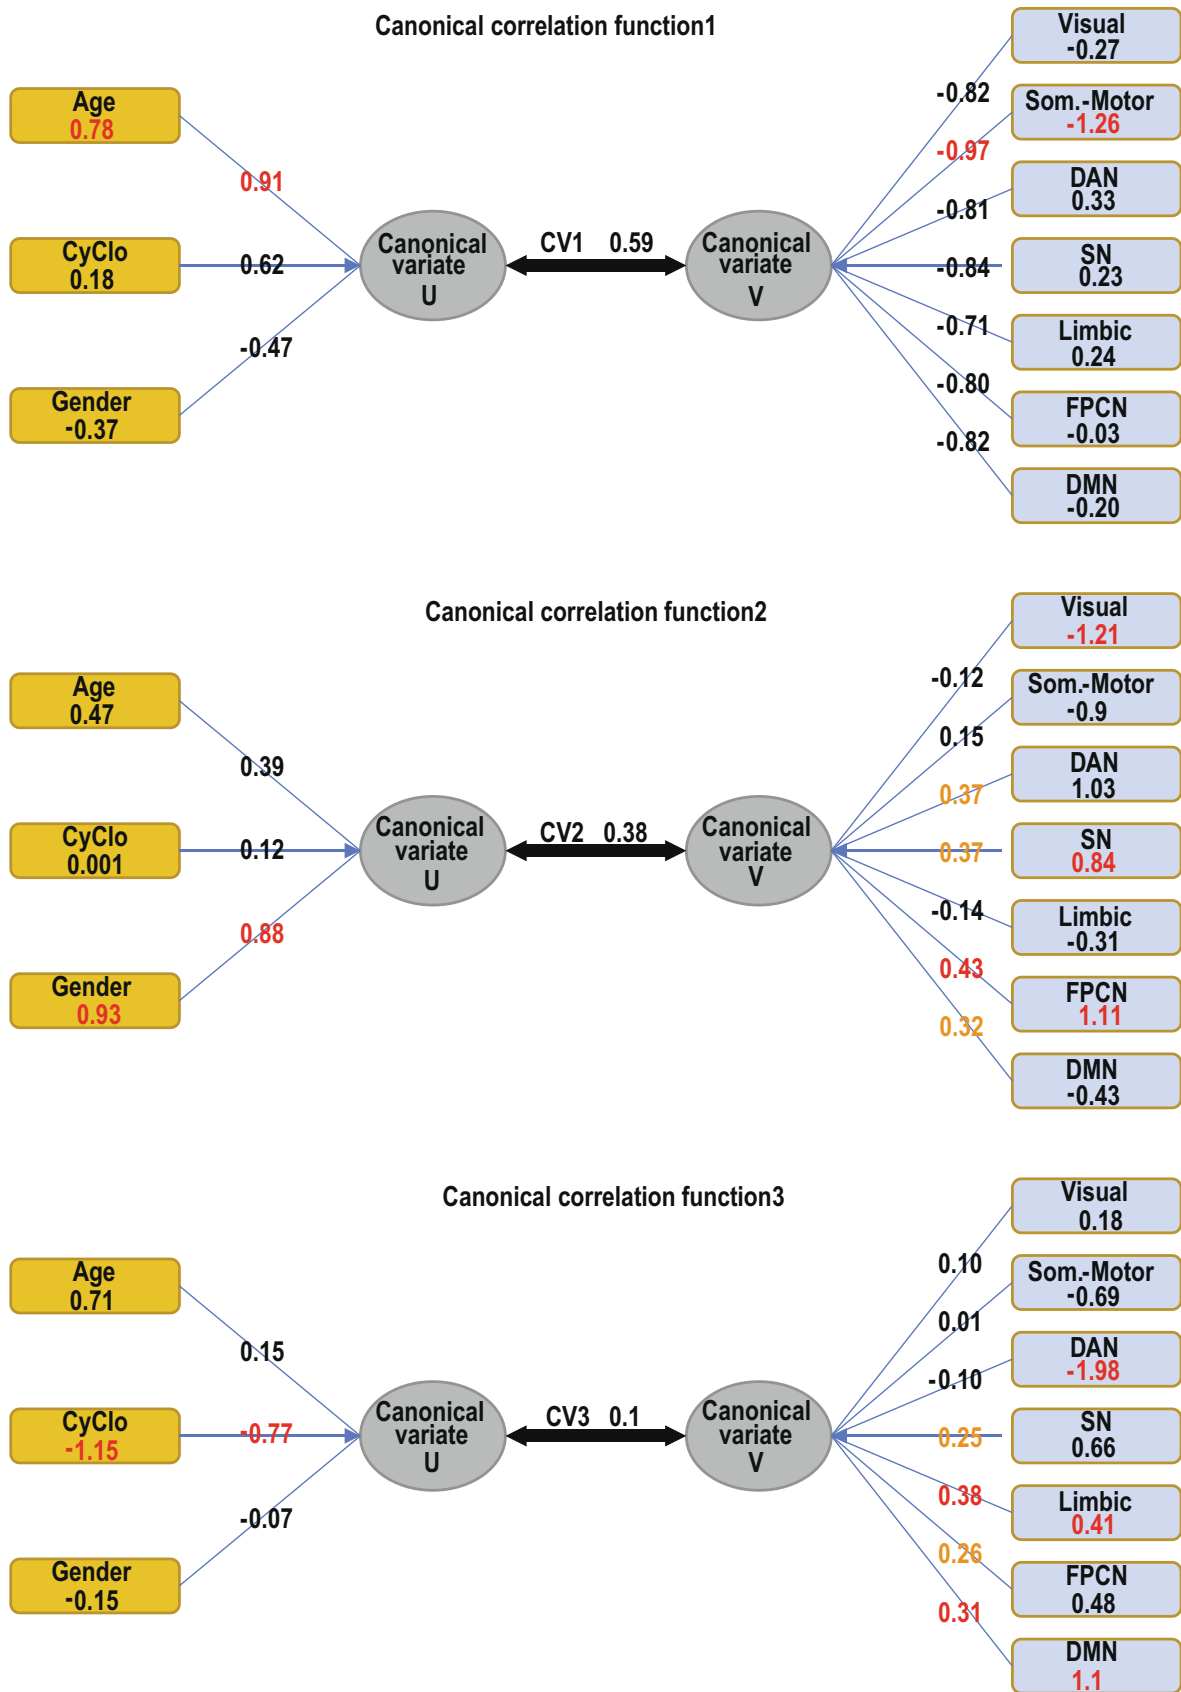 Canonical correlation function1
Age
0.78
CyClo
0.18
Gender
-0.37
0.91
0.62
-0.47
Canonical
variate
U
CV1 0.59
Canonical
variate
V
-0.82
-0.97
-0.81
-0.84
-0.71
-0.80
-0.82
Visual
-0.27
Som.-Motor
-1.26
DAN
0.33
SN
0.23
Limbic
0.24
FPCN
-0.03
DMN
-0.20
Canonical correlation function2
Age
0.47
CyClo
0.001
Gender
0.93
0.39
0.12
0.88
Canonical
variate
U
CV2 0.38
Canonical
variate
V
-0.12
0.15
0.37
0.37
-0.14
0.43
0.32
Visual
-1.21
Som.-Motor
-0.9
DAN
1.03
SN
0.84
Limbic
-0.31
FPCN
1.11
DMN
-0.43
Canonical correlation function3
Age
0.71
CyClo
-1.15
Gender
-0.15
0.15
-0.77
-0.07
Canonical
variate
U
CV3 0.1
Canonical
variate
V
0.10
0.01
-0.10
0.25
0.38
0.26
0.31
Visual
0.18
Som.-Motor
-0.69
DAN
-1.98
SN
0.66
Limbic
0.41
FPCN
0.48
DMN
1.1